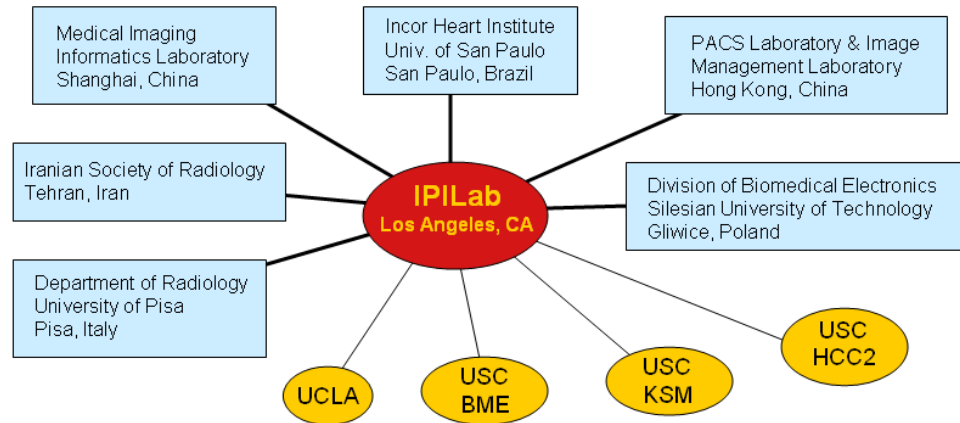 Medical Imaging
Informatics Laboratory
Shanghai, China
Incor Heart Institute
Univ. of San Paulo
San Paulo, Brazil
PACS Laboratory & Image
Management Laboratory
Hong Kong, China
Iranian Society of Radiology
Tehran, Iran
IPILab
Los Angeles, CA
Division of Biomedical Electronics
Silesian University of Technology
Gliwice, Poland
Department of Radiology
University of Pisa
Pisa, Italy
UCLA
USC
BME
USC
KSM
USC
HCC2